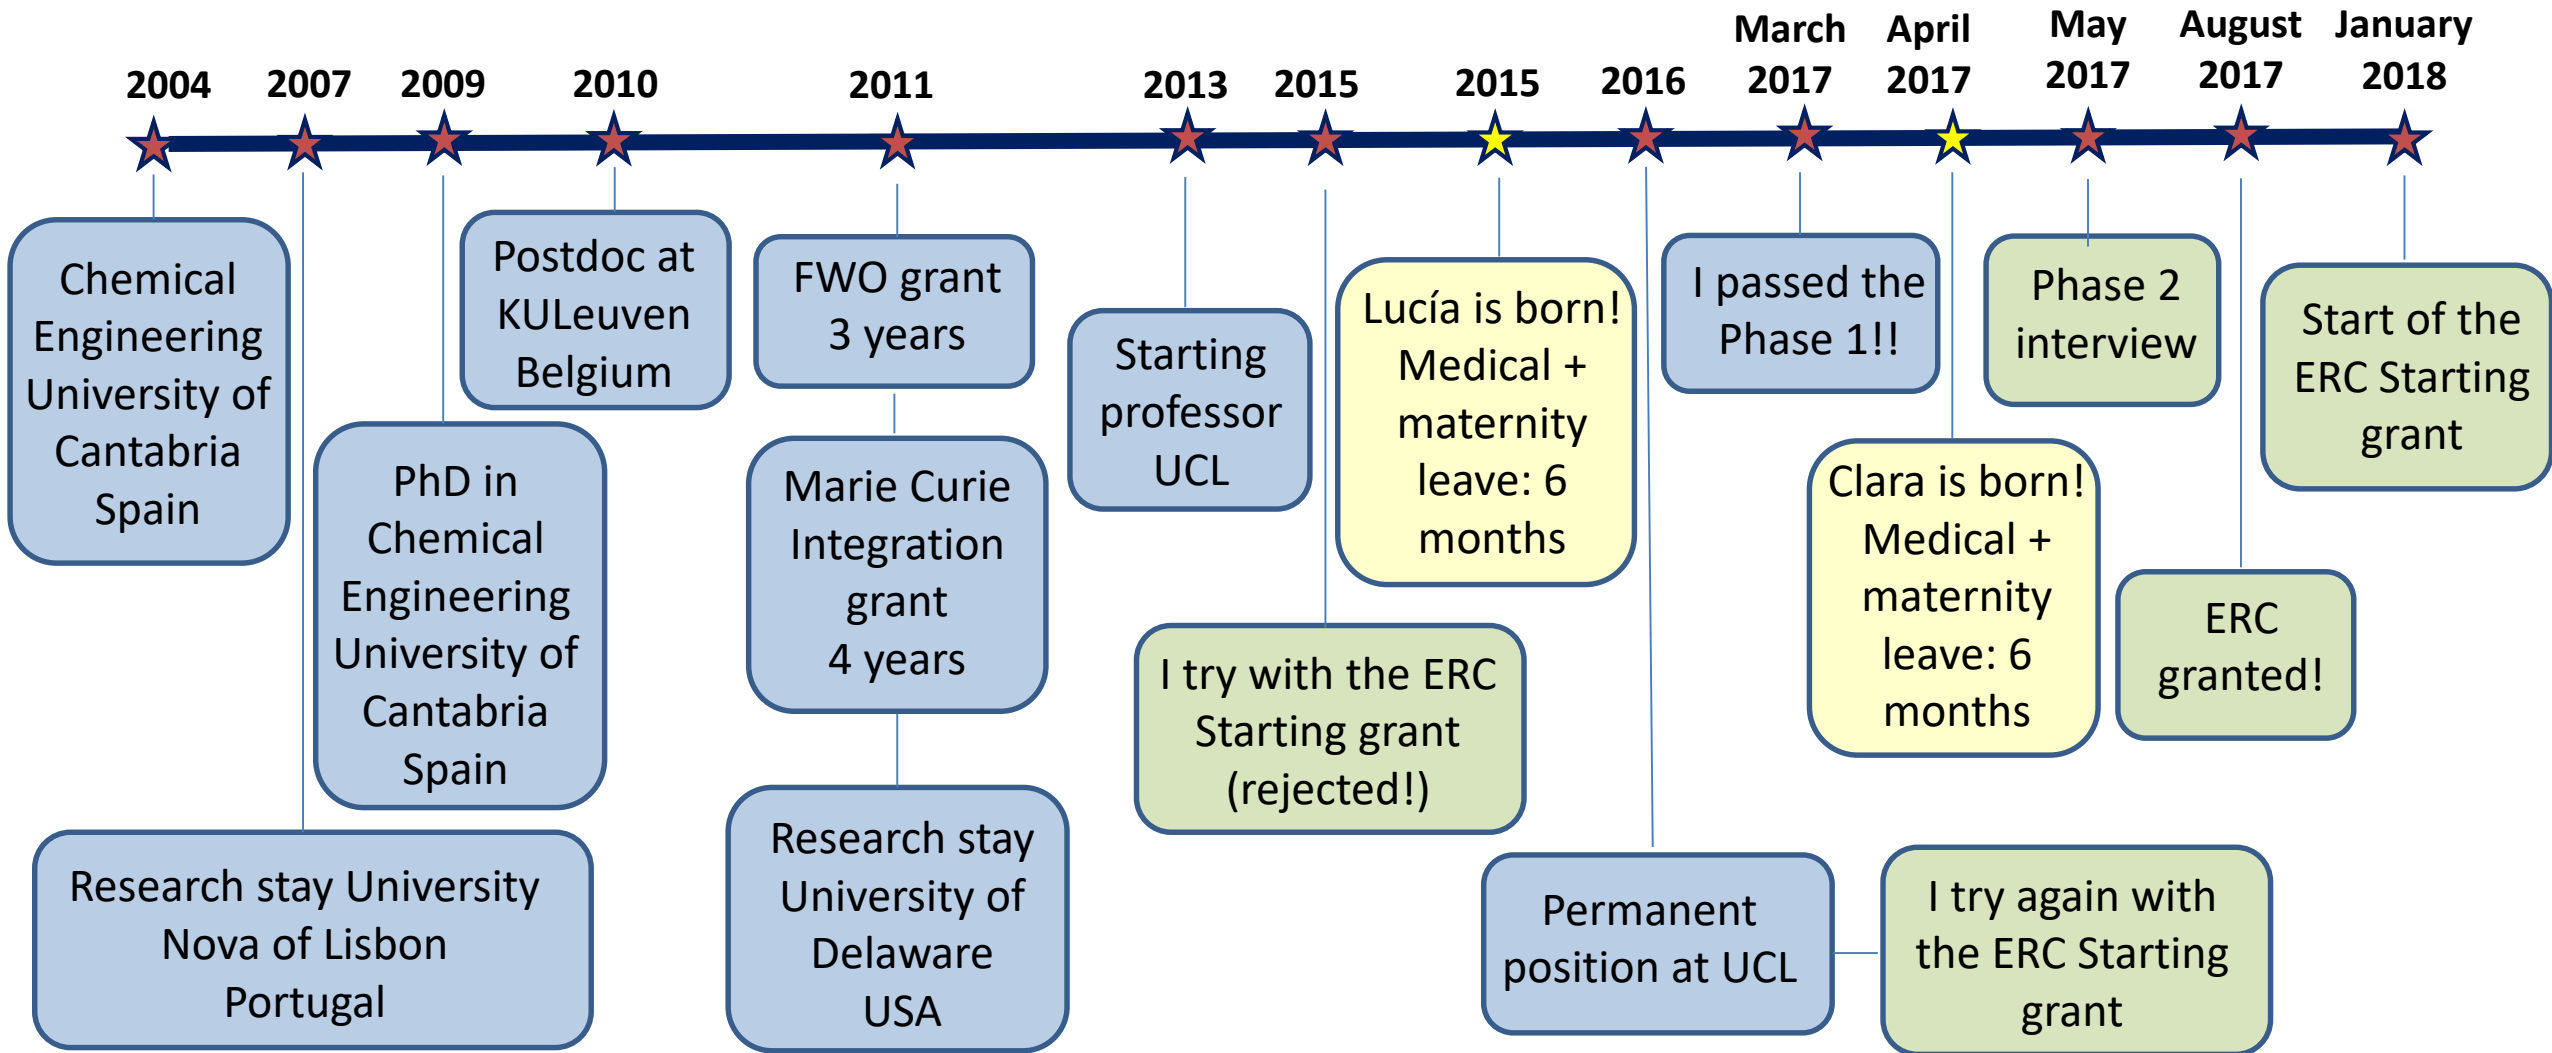 2004
2007
2009
2010
2011
2013
2015
2015
2016
March
2017
April
2017
May
2017
August
2017
January
2018
Chemical
Engineering
University of
Cantabria
Spain
Research stay University
Nova of Lisbon
Portugal
PhD in
Chemical
Engineering
University of
Cantabria
Spain
Postdoc at
KULeuven
Belgium
FWO grant
3 years
Marie Curie
Integration
grant
4 years
Research stay
University of
Delaware
USA
Starting
professor
UCL
I try with the ERC
Starting grant
(rejected!)
Lucía is born!
Medical +
maternity
leave: 6
months
Permanent
position at UCL
I try again with
the ERC Starting
grant
I passed the
Phase 1!!
Clara is born!
Medical +
maternity
leave: 6
months
Phase 2
interview
ERC
granted!
Start of the
ERC Starting
grant